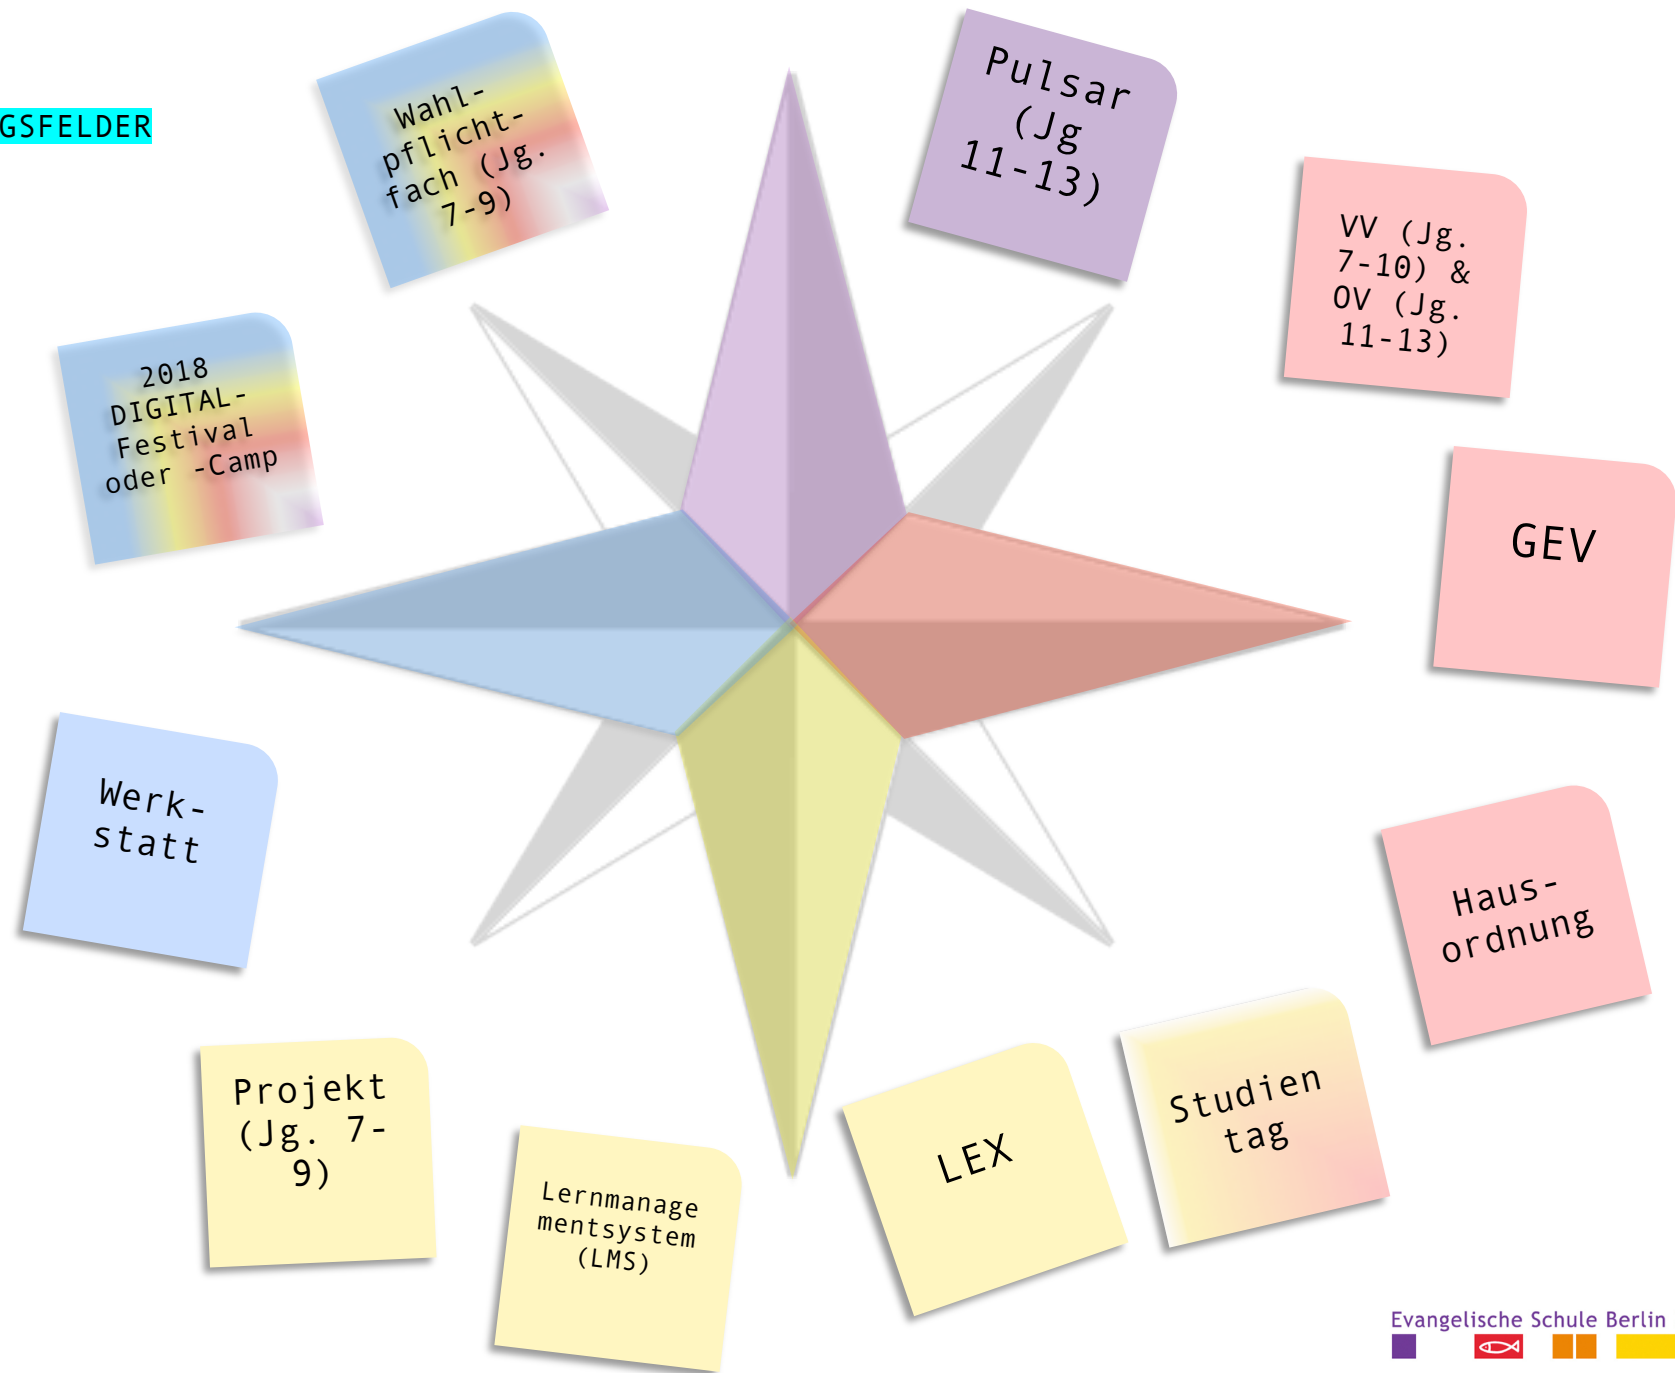 GSFELDER
Wahl-
pflicht-
fach (Jg.
7-9)
Pulsar
(Jg
11-13)
VV (Jg.
7-10) &
OV (Jg.
11-13)
2018
DIGITAL-
Festival
oder -Camp
GEV
Werk-
statt
Haus-
ordnung
Projekt
(Jg. 7-
9)
Lernmanage
mentsystem
(LMS)
LEX
Studien
tag
Evangelische Schule Berlin